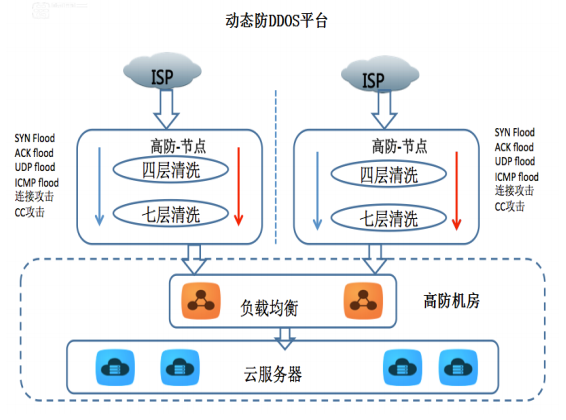 动态防DDOS平台
ISP
ISP
高防-节点
四层清洗
七层清洗
SYN Flood
ACK flood
UDP flood
ICMP flood
连接攻击
CC攻击
高防-节点
四层清洗
七层清洗
SYN Flood
ACK flood
UDP flood
ICMP flood
连接攻击
CC攻击
负载均衡
高防机房
云服务器